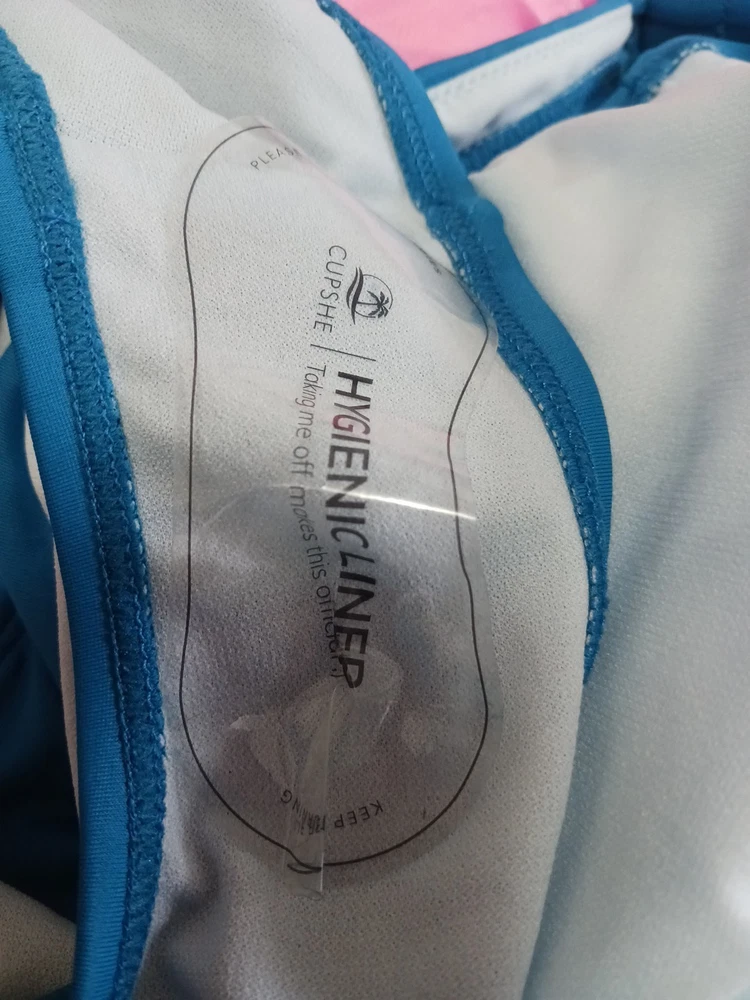 PLEASE
CUPSHE
HYGIENIC LINER
Taking me off makes this official)
KEEP